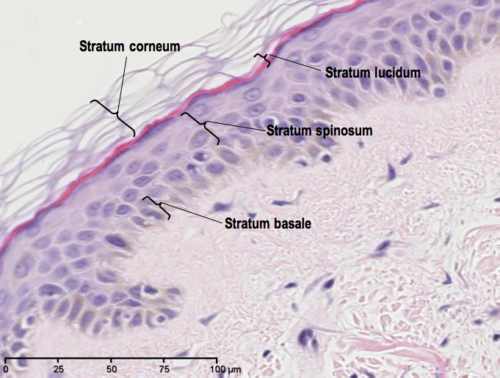 Stratum corneum
Stratum lucidum
Stratum spinosum
Stratum basale
0 25 50 75 100 µm